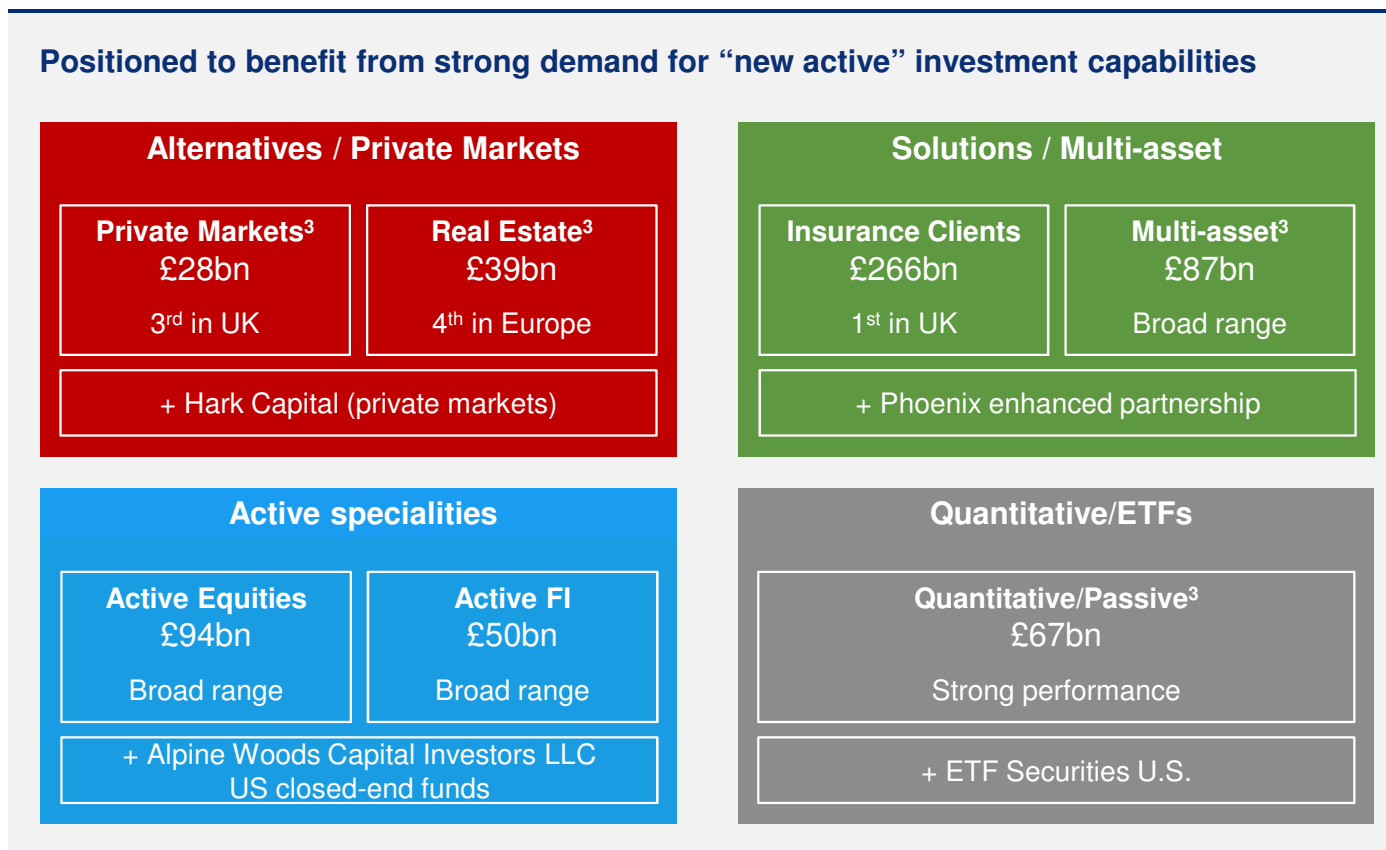 Positioned to benefit from strong demand for “new active” investment capabilities
Alternatives / Private Markets
Private Markets³
£28bn
3rd in UK
Real Estate³
£39bn
4th in Europe
+ Hark Capital (private markets)
Solutions / Multi-asset
Insurance Clients
£266bn
1st in UK
Multi-asset³
£87bn
Broad range
+ Phoenix enhanced partnership
Active specialities
Active Equities
£94bn
Broad range
Active FI
£50bn
Broad range
+ Alpine Woods Capital Investors LLC
US closed-end funds
Quantitative/ETFs
Quantitative/Passive³
£67bn
Strong performance
+ ETF Securities U.S.